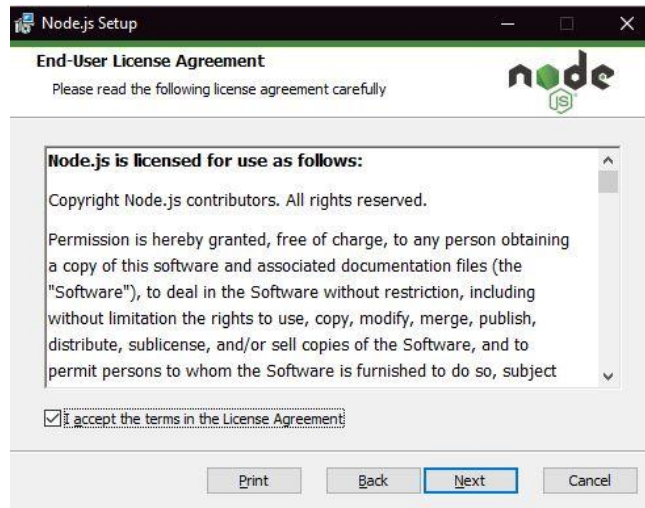 Node.js Setup
End-User License Agreement
Please read the following license agreement carefully
node
JS
Node.js is licensed for use as follows:
Copyright Node.js contributors. All rights reserved.
Permission is hereby granted, free of charge, to any person obtaining
a copy of this software and associated documentation files (the
"Software"), to deal in the Software without restriction, including
without limitation the rights to use, copy, modify, merge, publish,
distribute, sublicense, and/or sell copies of the Software, and to
permit persons to whom the Software is furnished to do so, subject
I accept the terms in the License Agreement
Print
Back
Next
Cancel